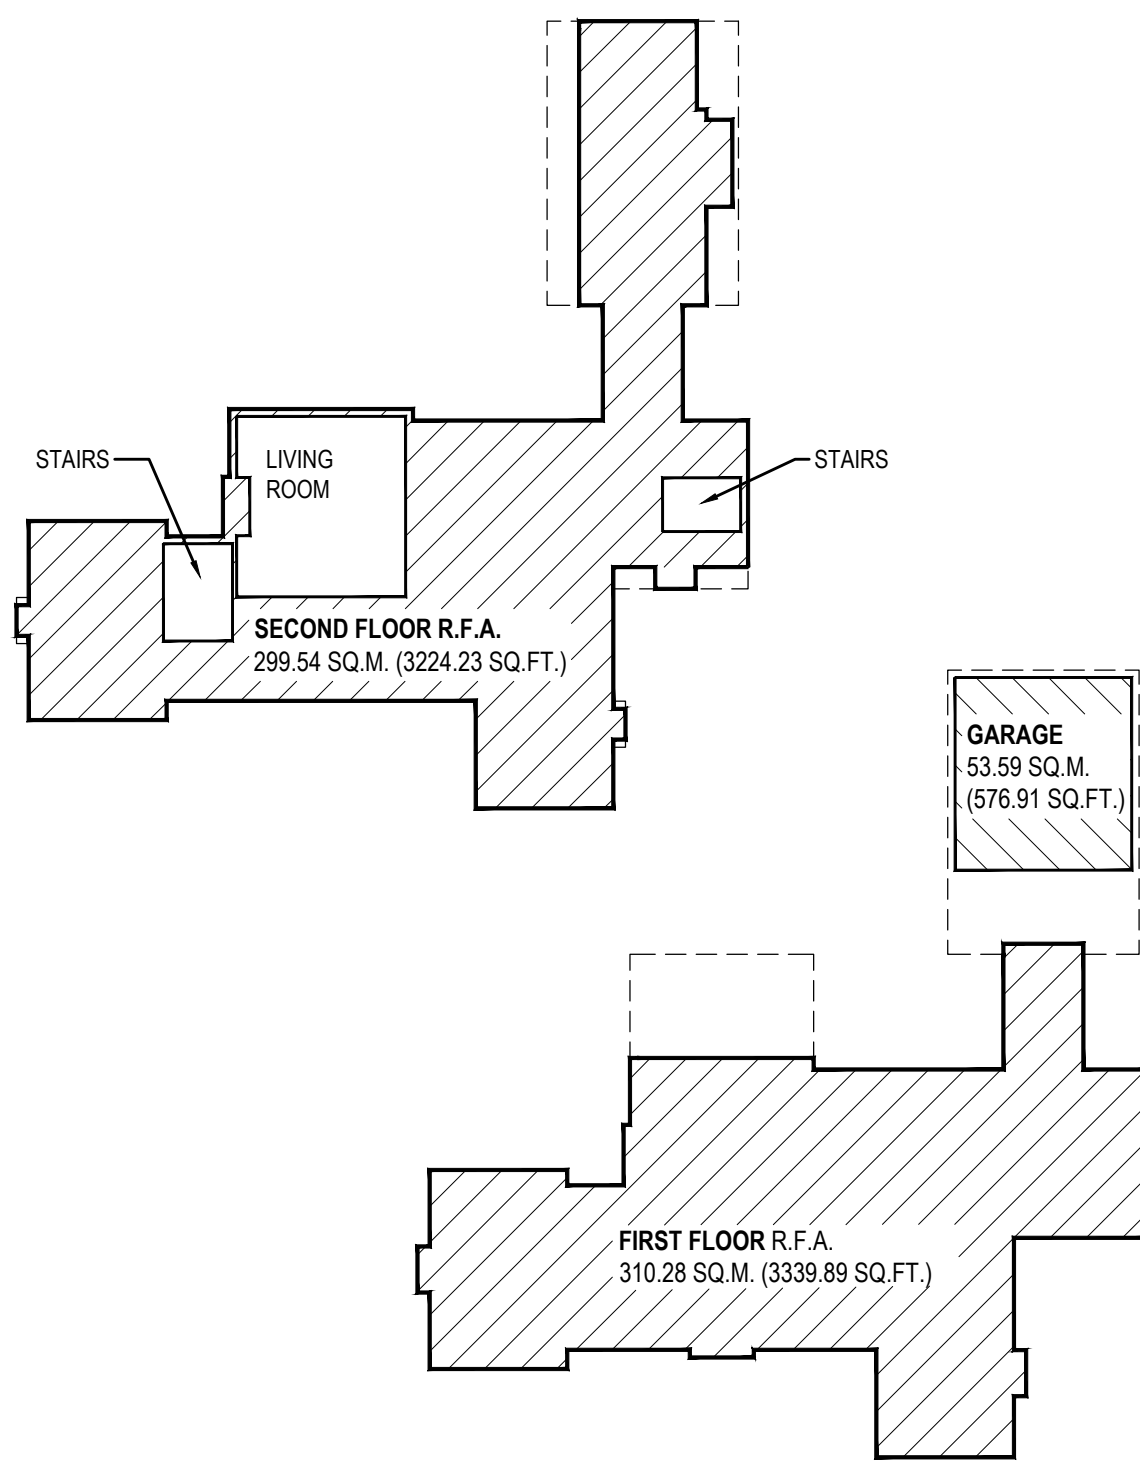 STAIRS
LIVING
ROOM
STAIRS
SECOND FLOOR R.F.A.
299.54 SQ.M. (3224.23 SQ.FT.)
GARAGE
53.59 SQ.M.
(576.91 SQ.FT.)
FIRST FLOOR R.F.A.
310.28 SQ.M. (3339.89 SQ.FT.)